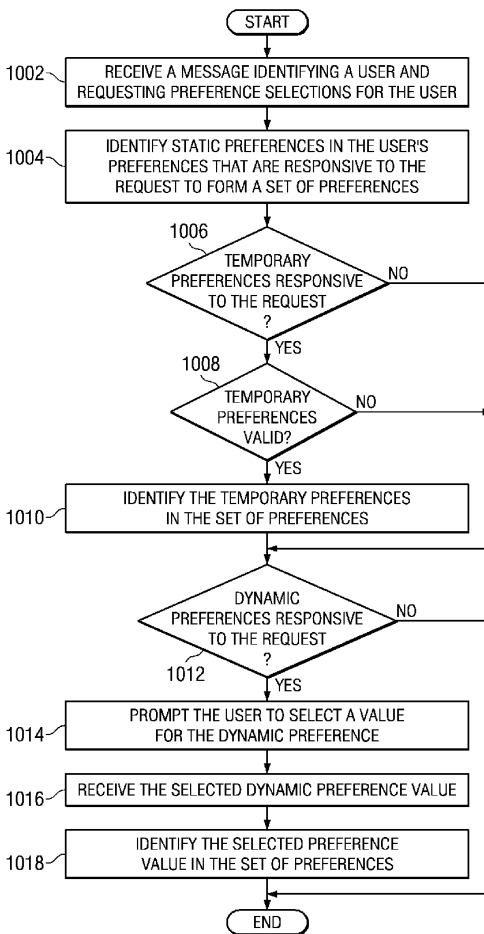 START
1002
RECEIVE A MESSAGE IDENTIFYING A USER AND
REQUESTING PREFERENCE SELECTIONS FOR THE USER
1004
IDENTIFY STATIC PREFERENCES IN THE USER'S
PREFERENCES THAT ARE RESPONSIVE TO THE
REQUEST TO FORM A SET OF PREFERENCES
1006
TEMPORARY
PREFERENCES RESPONSIVE
TO THE REQUEST
?
NO
YES
1008
TEMPORARY
PREFERENCES
VALID?
NO
YES
1010
IDENTIFY THE TEMPORARY PREFERENCES
IN THE SET OF PREFERENCES
DYNAMIC
PREFERENCES RESPONSIVE
TO THE REQUEST
?
NO
1012
YES
1014
PROMPT THE USER TO SELECT A VALUE
FOR THE DYNAMIC PREFERENCE
1016
RECEIVE THE SELECTED DYNAMIC PREFERENCE VALUE
1018
IDENTIFY THE SELECTED PREFERENCE
VALUE IN THE SET OF PREFERENCES
END